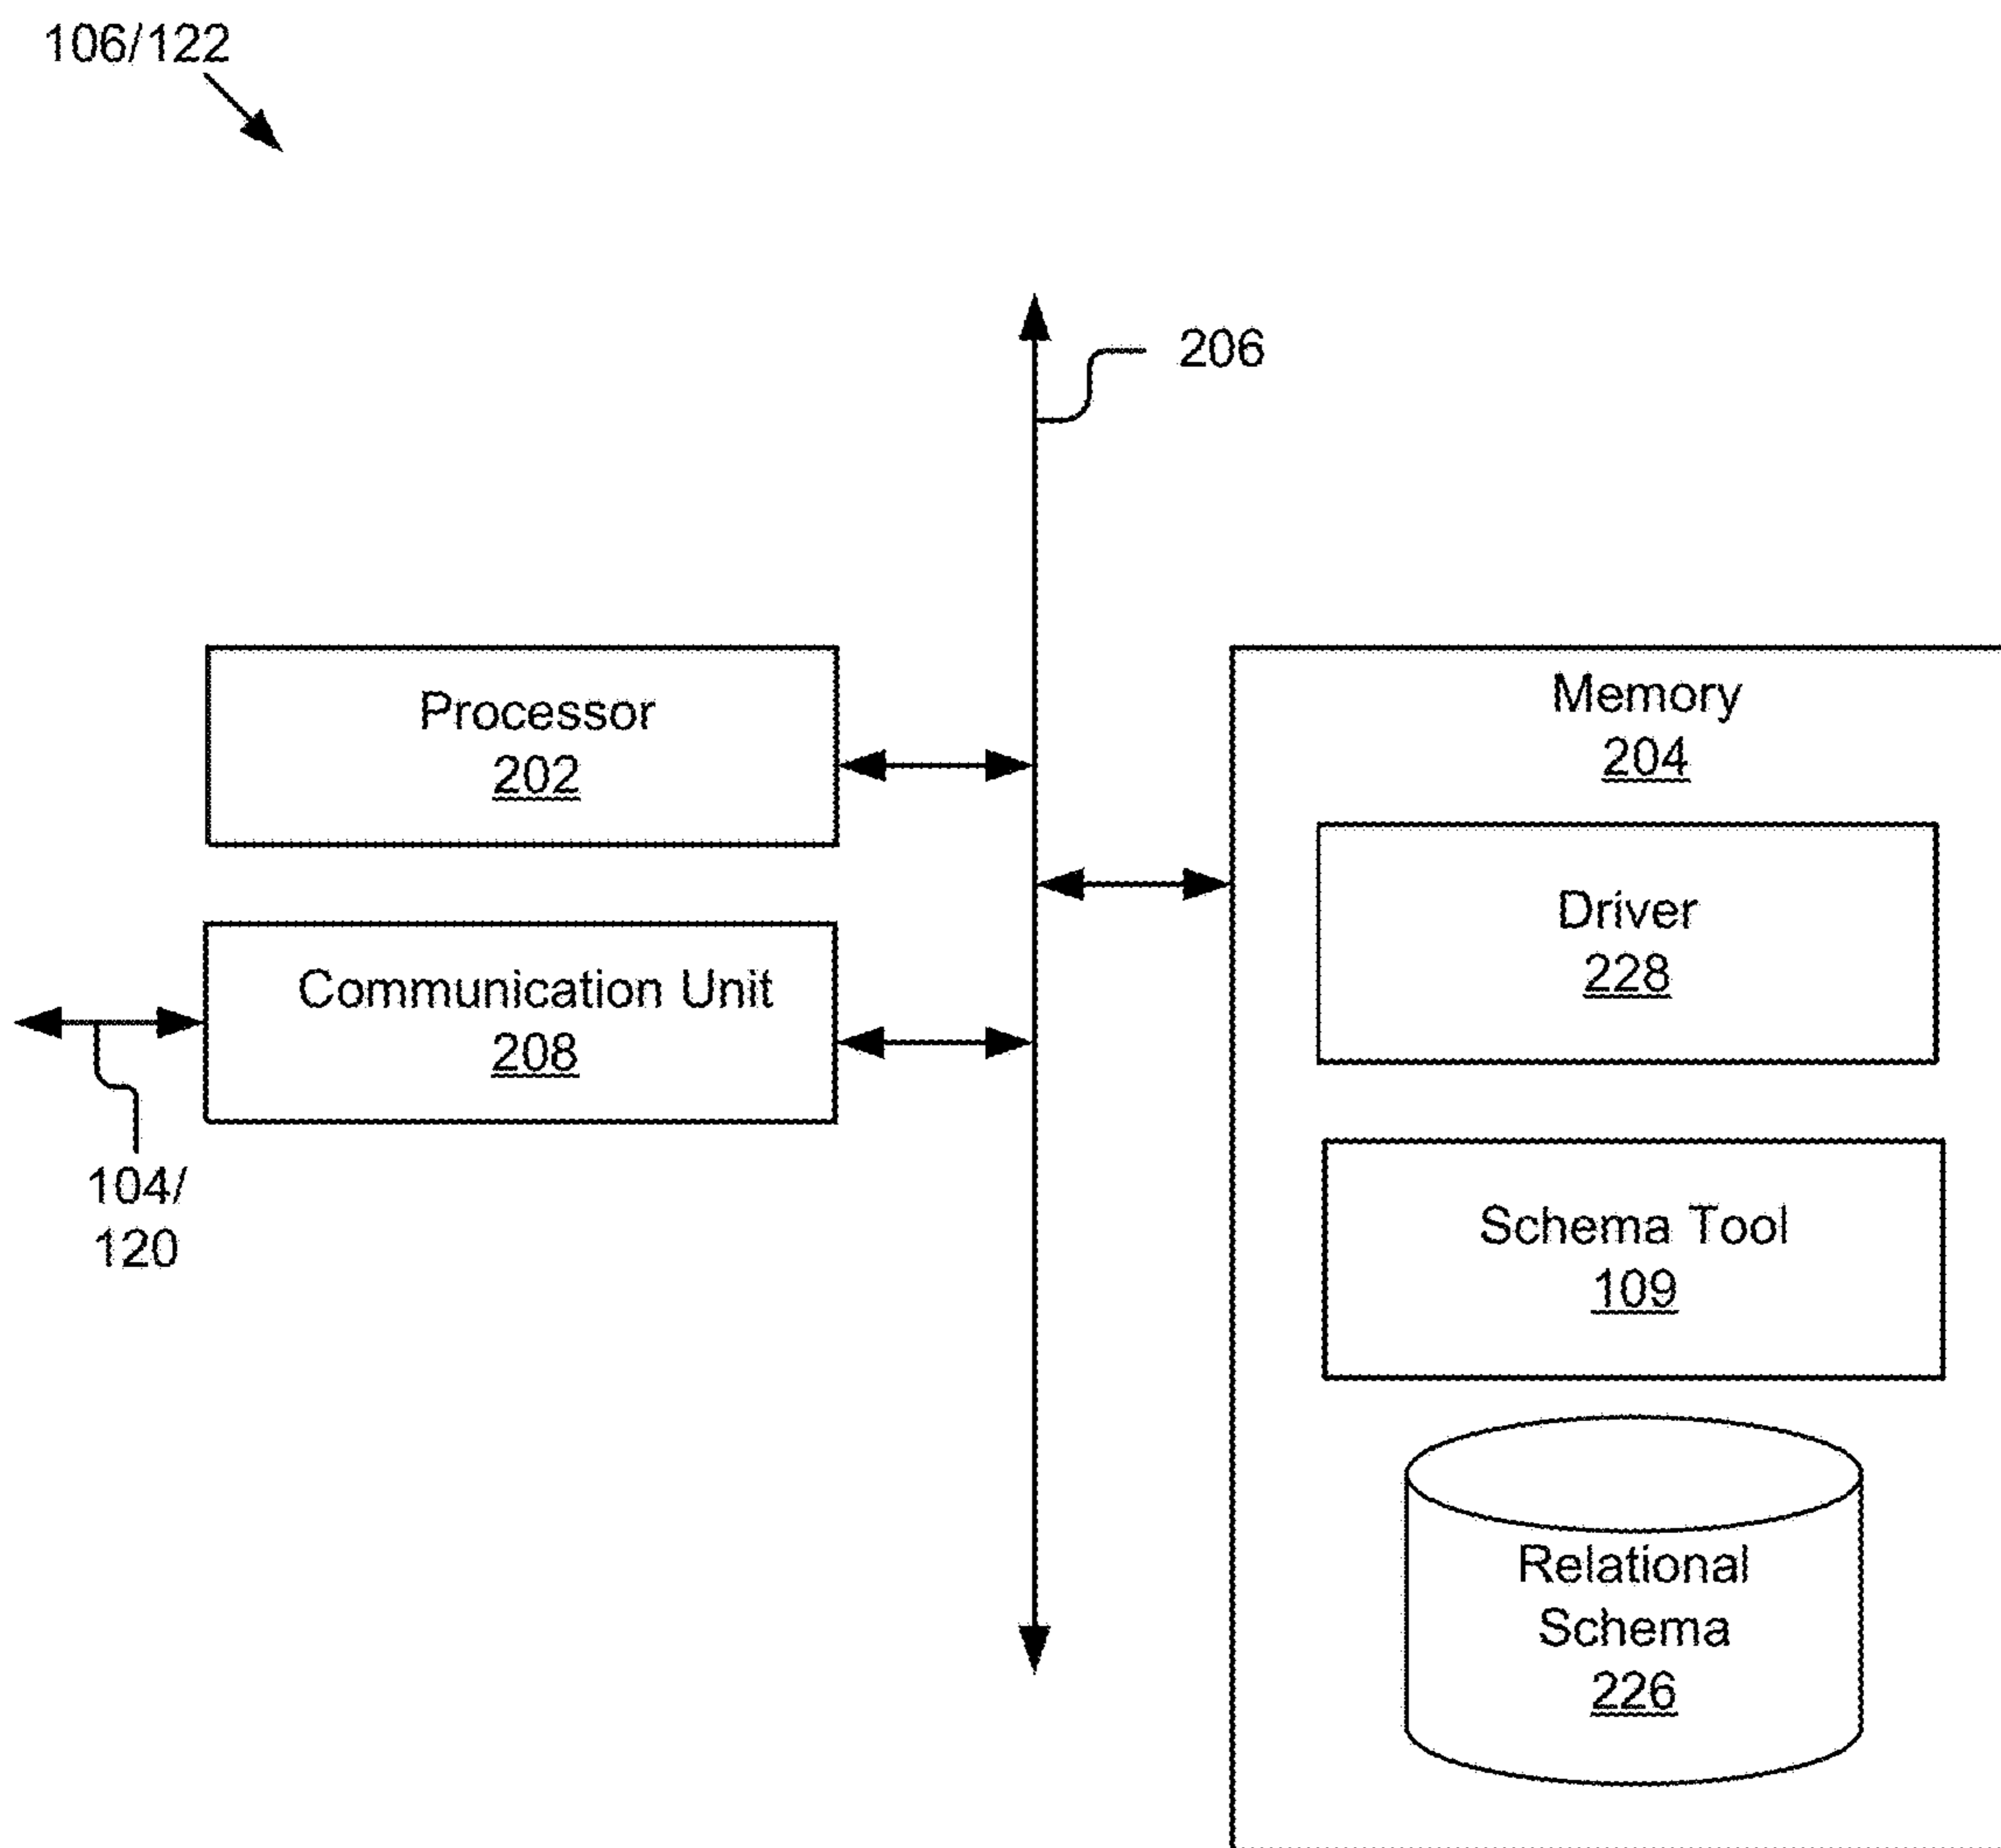 106/122
206
Processor
202
Memory
204
Driver
228
Communication Unit
208
104/
120
Schema Tool
109
Relational
Schema
226